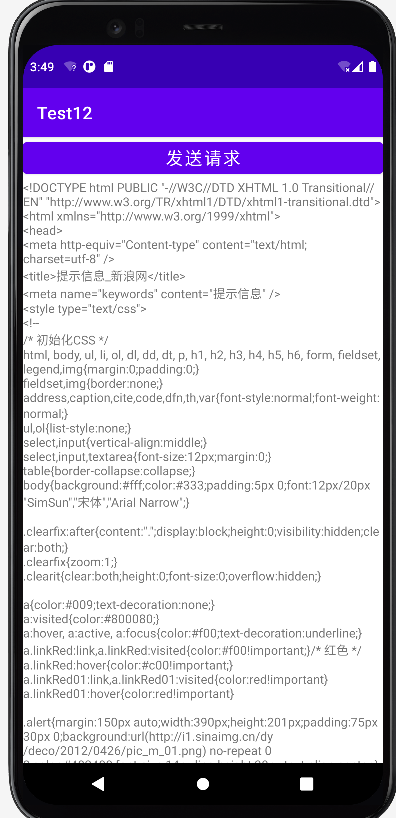 3:49
Test12
发送请求
<!DOCTYPE html PUBLIC "-//W3C//DTD XHTML 1.0 Transitional//
EN" "http://www.w3.org/TR/xhtml1/DTD/xhtml1-transitional.dtd">
<html xmlns="http://www.w3.org/1999/xhtml">
<head>
<meta http-equiv="Content-type" content="text/html;
charset=utf-8" />
<title>提示信息_新浪网</title>
<meta name="keywords" content="提示信息" />
<style type="text/css">
<!--
/* 初始化CSS */
html, body, ul, li, ol, dl, dd, dt, p, h1, h2, h3, h4, h5, h6, form, fieldset,
legend,img{margin:0;padding:0;}
fieldset,img{border:none;}
address,caption,cite,code,dfn,th,var{font-style:normal;font-weight:
normal;}
ul,ol{list-style:none;}
select,input{vertical-align:middle;}
select,input,textarea{font-size:12px;margin:0;}
table{border-collapse:collapse;}
body{background:#fff;color:#333;padding:5px 0;font:12px/20px
"SimSun","宋体","Arial Narrow";}
.clearfix:after{content:".";display:block;height:0;visibility:hidden;cle
ar:both;}
.clearfix{zoom:1;}
.clearit{clear:both;height:0;font-size:0;overflow:hidden;}
a{color:#009;text-decoration:none;}
a:visited{color:#800080;}
a:hover, a:active, a:focus{color:#f00;text-decoration:underline;}
a.linkRed:link,a.linkRed:visited{color:#f00!important;}/* 红色 */
a.linkRed:hover{color:#c00!important;}
a.linkRed01:link,a.linkRed01:visited{color:red!important}
a.linkRed01:hover{color:red!important}
.alert{margin:150px auto;width:390px;height:201px;padding:75px
30px 0;background:url(http://i1.sinaimg.cn/dy
/deco/2012/0426/pic_m_01.png) no-repeat 0